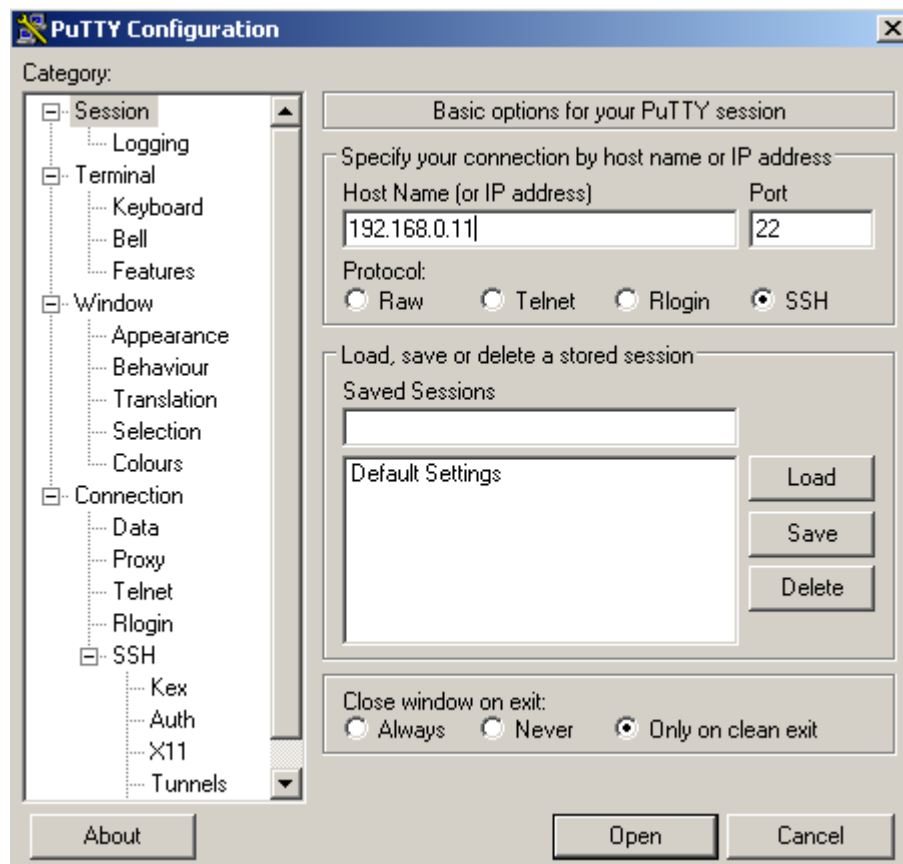 PuTTY Configuration
Category:
Session
Logging
Terminal
Keyboard
Bell
Features
Window
Appearance
Behaviour
Translation
Selection
Colours
Connection
Data
Proxy
Telnet
Rlogin
SSH
Kex
Auth
X11
Tunnels
Basic options for your PuTTY session
Specify your connection by host name or IP address
Host Name (or IP address) Port
192.168.0.11 22
Protocol:
Raw Telnet Rlogin SSH
Load, save or delete a stored session
Saved Sessions
Default Settings
Load
Save
Delete
Close window on exit:
Always Never Only on clean exit
About Open Cancel